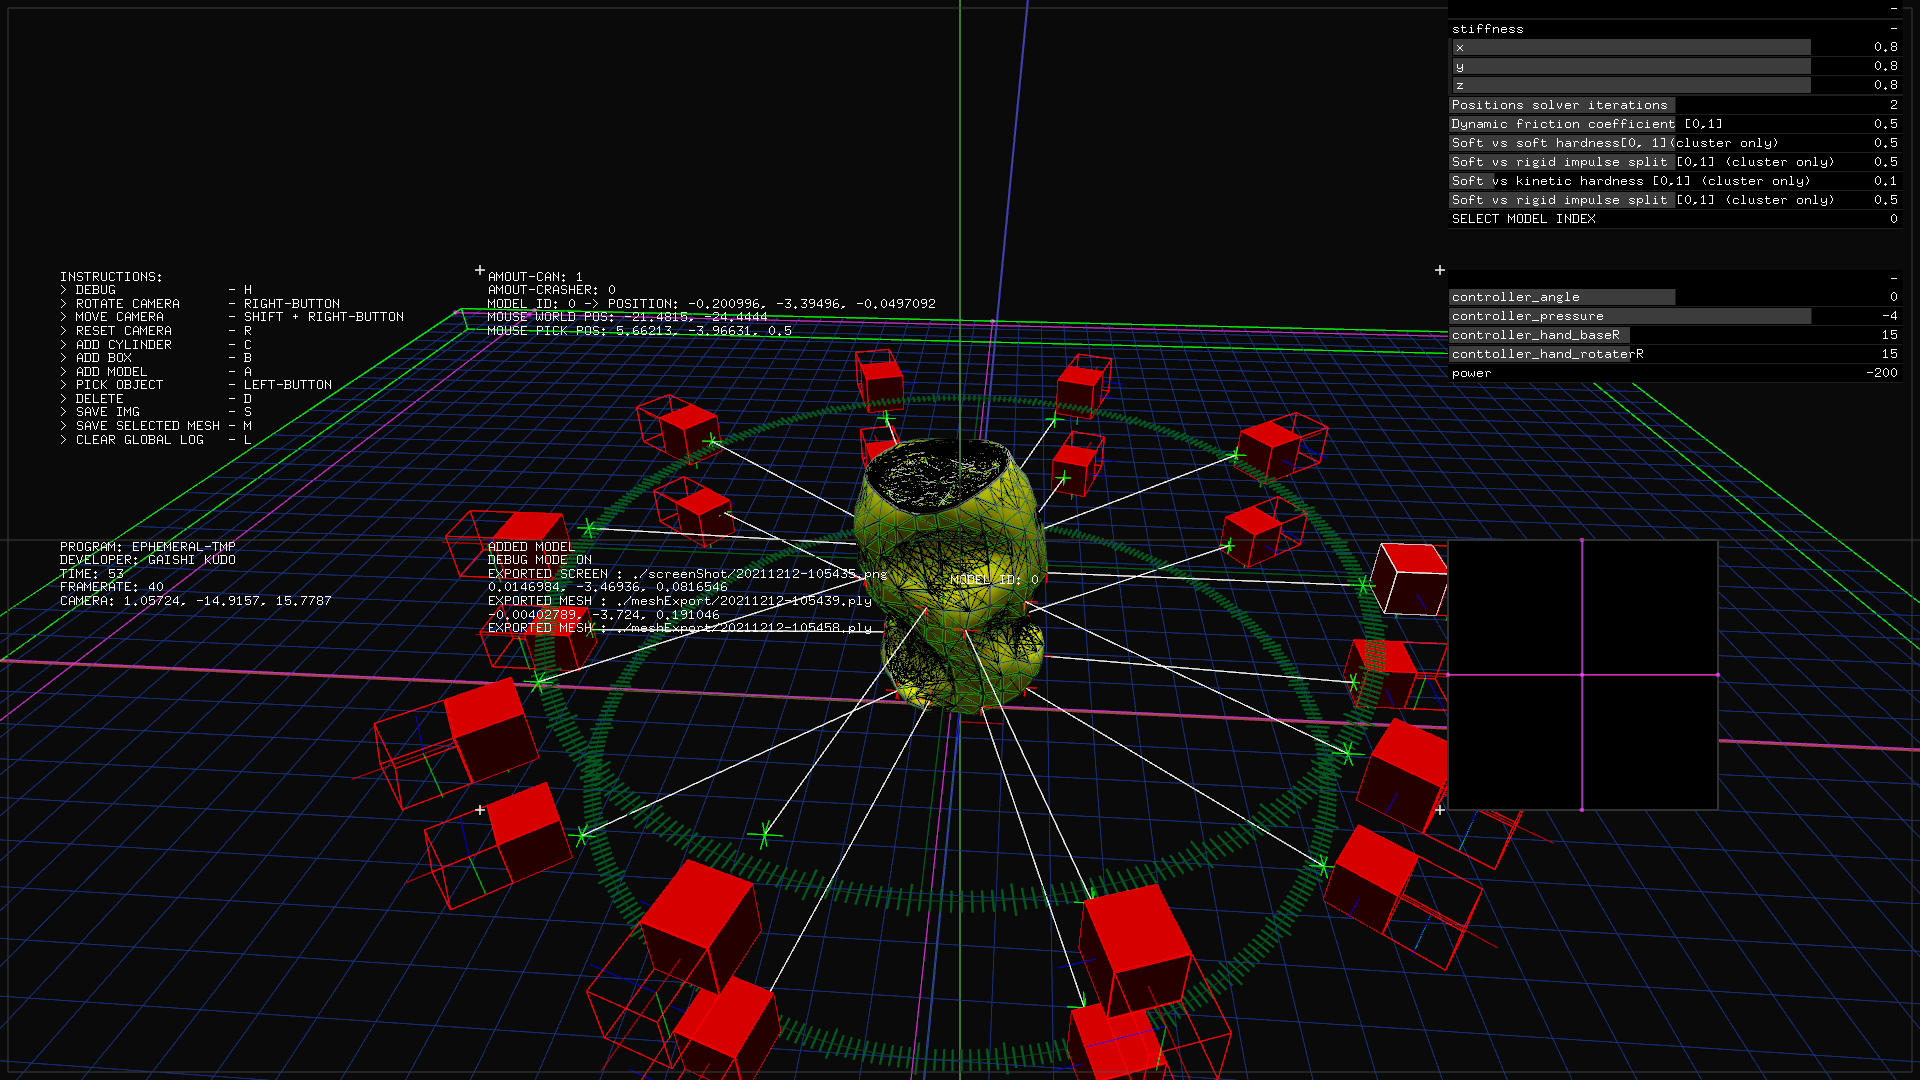 -
stiffness -
x 0.8
y 0.8
z 0.8
Positions solver iterations 2
Dynamic friction coefficient [0,1] 0.5
Soft vs soft hardness[0, 1](cluster only) 0.5
Soft vs rigid impulse split [0,1] (cluster only) 0.5
Soft vs kinetic hardness [0,1] (cluster only) 0.1
Soft vs rigid impulse split [0,1] (cluster only) 0.5
SELECT MODEL INDEX 0
INSTRUCTIONS:
> DEBUG - H
> ROTATE CAMERA - RIGHT-BUTTON
> MOVE CAMERA - SHIFT + RIGHT-BUTTON
> RESET CAMERA - R
> ADD CYLINDER - C
> ADD BOX - B
> ADD MODEL - A
> PICK OBJECT - LEFT-BUTTON
> DELETE - D
> SAVE IMG - S
> SAVE SELECTED MESH - M
> CLEAR GLOBAL LOG - L
AMOUT-CAN: 1
AMOUT-CRASHER: 0
MODEL ID: 0 -> POSITION: -0.200996, -3.39496, -0.0497092
MOUSE WORLD POS: -21.4815, -24.4444
MOUSE PICK POS: 5.66213, -3.96631, 0.5
-
controller_angle 0
controller_pressure -4
controller_hand_baseR 15
conttoller_hand_rotaterR 15
power -200
PROGRAM: EPHEMERAL-TMP
DEVELOPER: GAISHI KUDO
TIME: 53
FRAMERATE: 40
CAMERA: 1.05724, -14.9157, 15.7787
ADDED MODEL
DEBUG MODE ON
EXPORTED SCREEN : ./screenShot/20211212-105435.png
0.0146984, -3.46936, 0.0816546
EXPORTED MESH : ./meshExport/20211212-105439.ply
-0.00402789, -3.724, 0.191046
EXPORTED MESH : ./meshExport/20211212-105458.ply
MODEL ID: 0